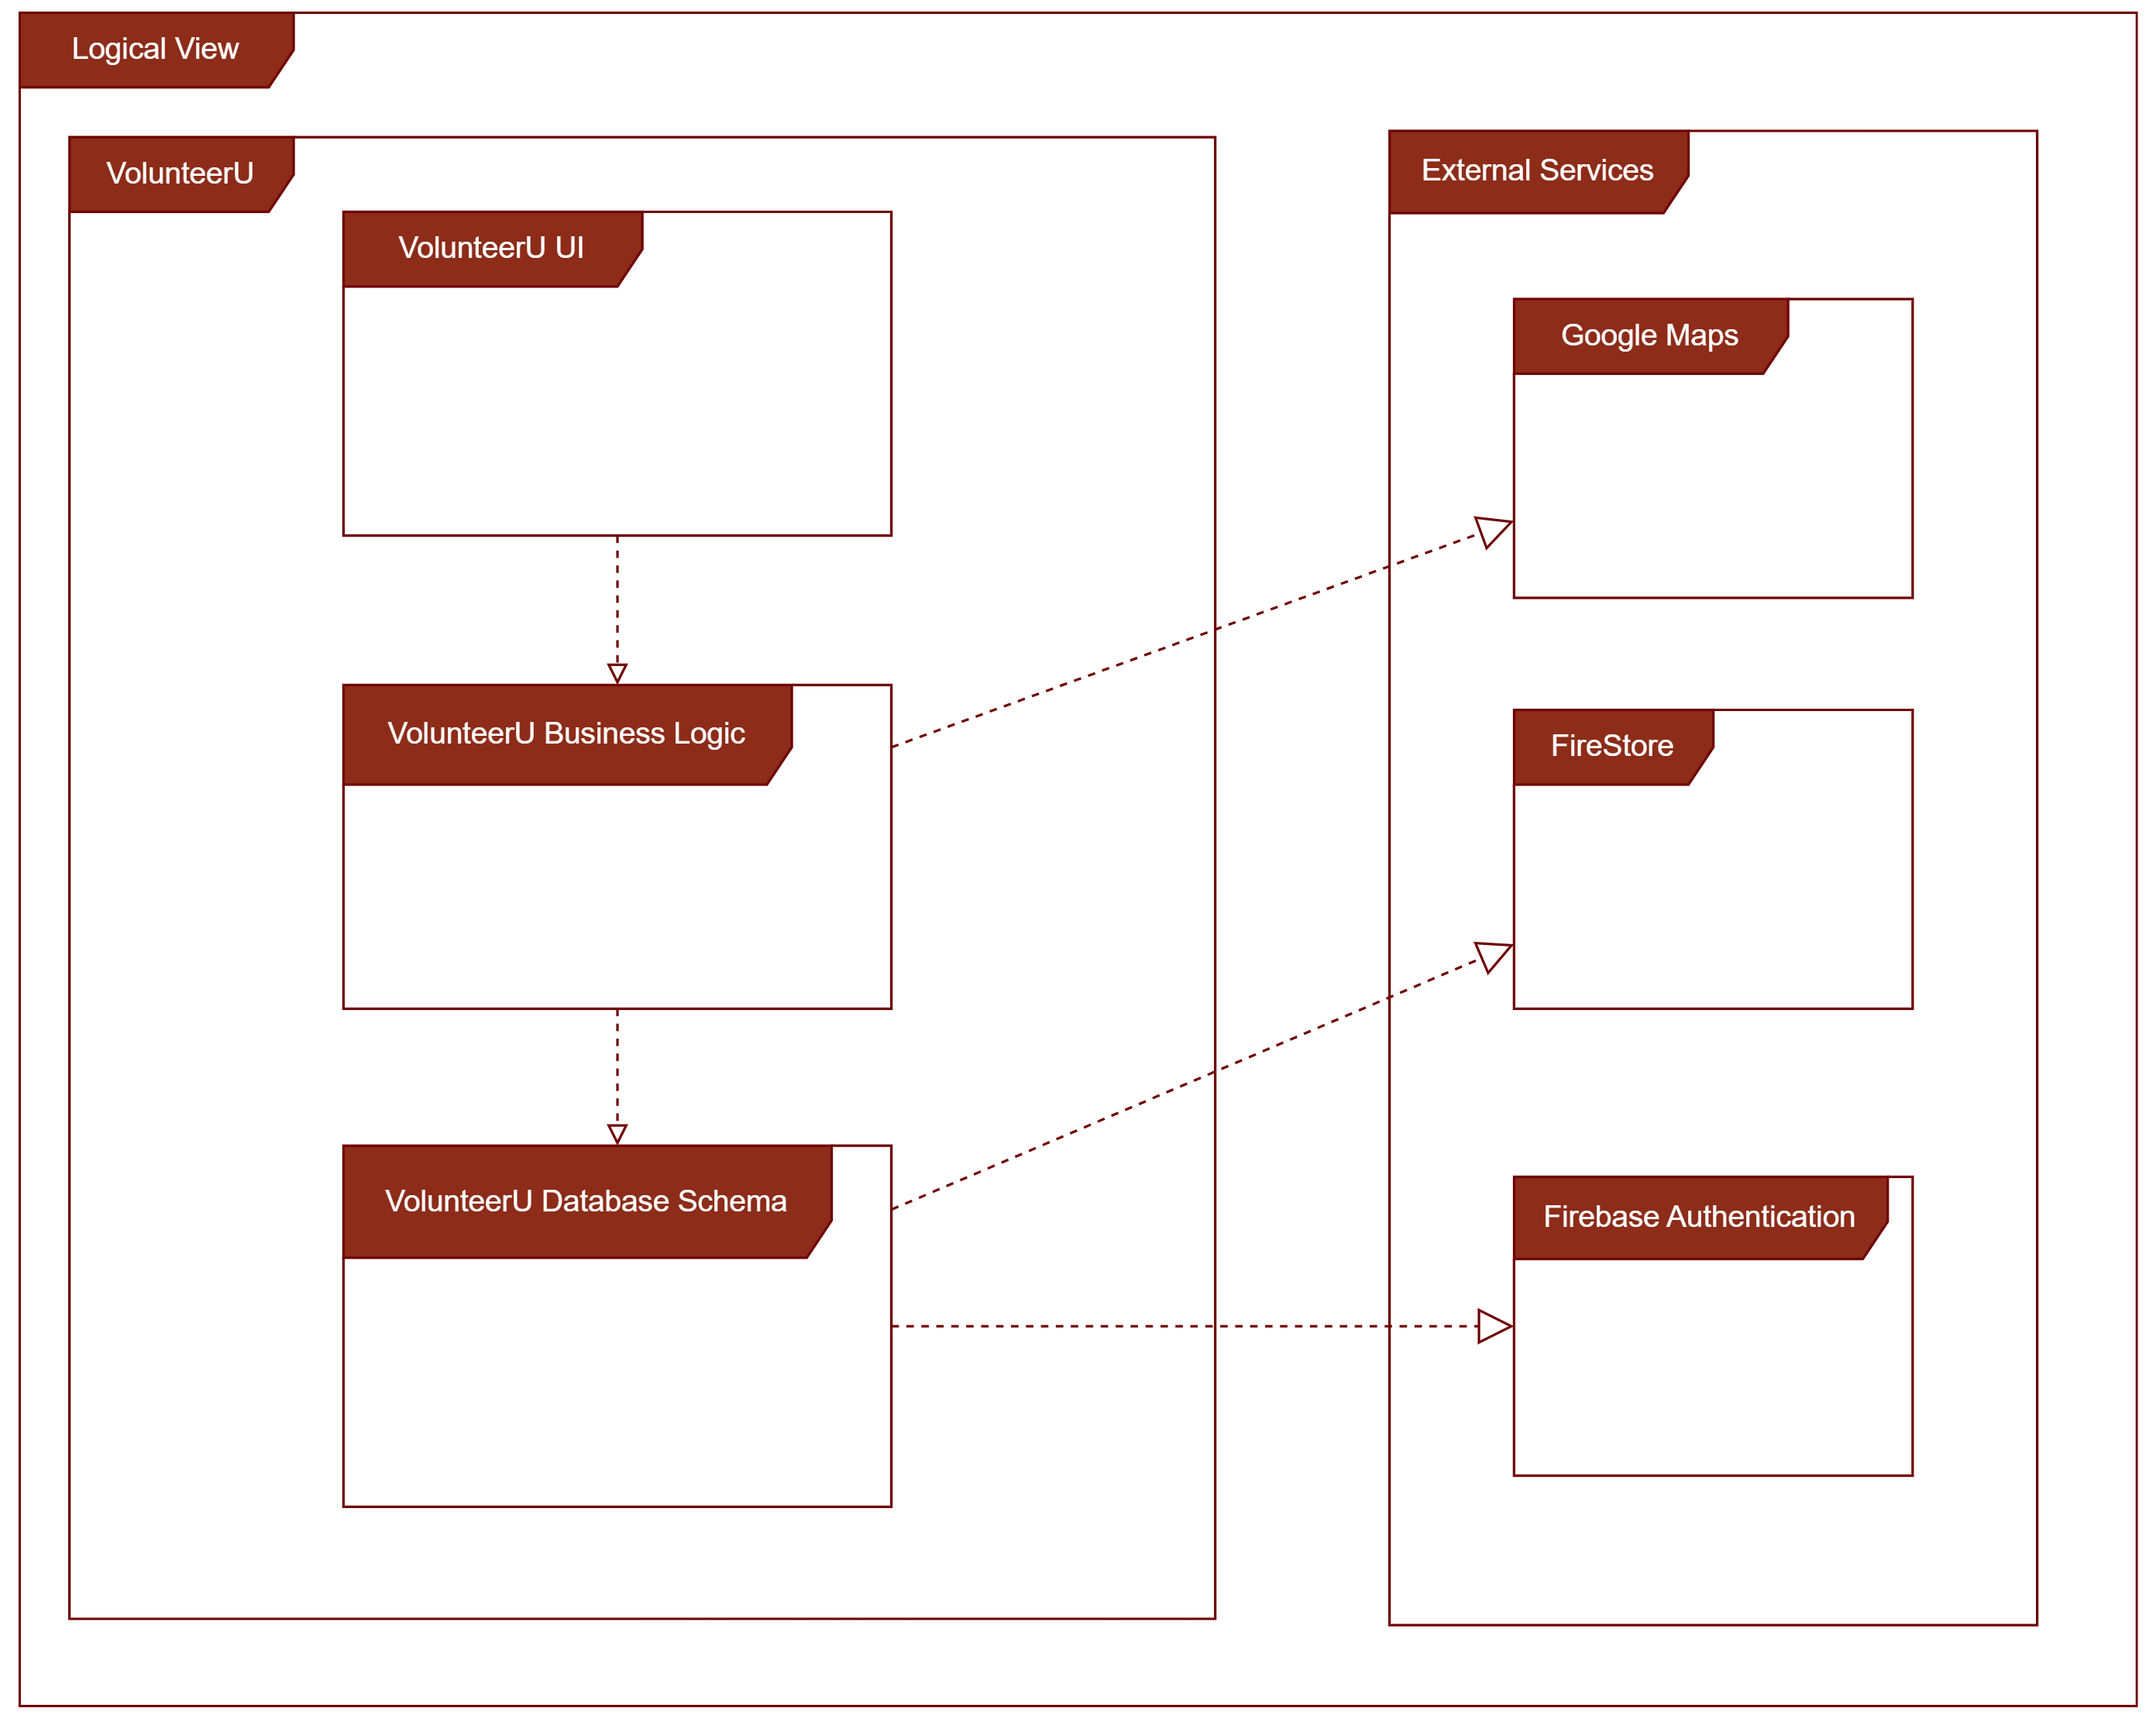 Logical View
VolunteerU
VolunteerU UI
VolunteerU Business Logic
VolunteerU Database Schema
External Services
Google Maps
FireStore
Firebase Authentication